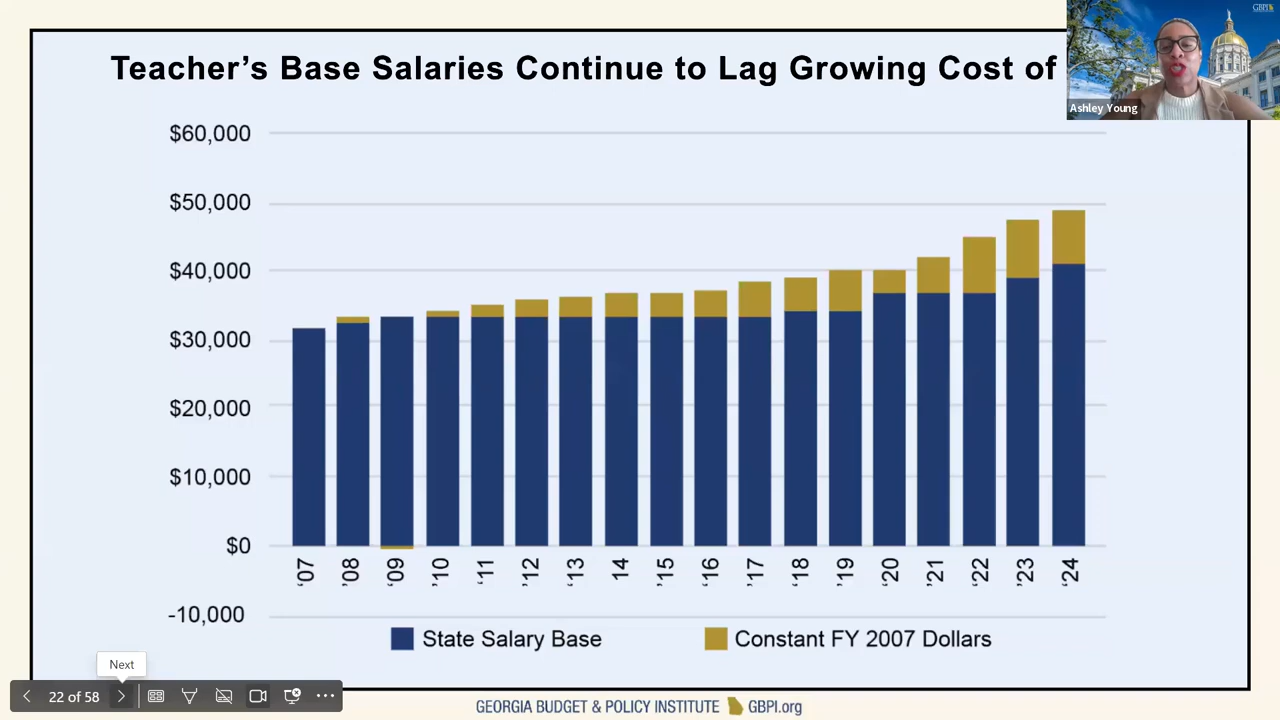 GBPI
Teacher's Base Salaries Continue to Lag Growing Cost of
Ashley Young
$60,000
$50,000
$40,000
$30,000
$20,000
$10,000
$0
-10,000
‘07 ’08 ‘09 ’10 ‘11 ’12 ‘13 14 ’15 ‘16 ’17 ‘18 ’19 ‘20 ’21 ‘22 ’23 ‘24
State Salary Base Constant FY 2007 Dollars
Next
22 of 58
GEORGIA BUDGET & POLICY INSTITUTE GBPI.org